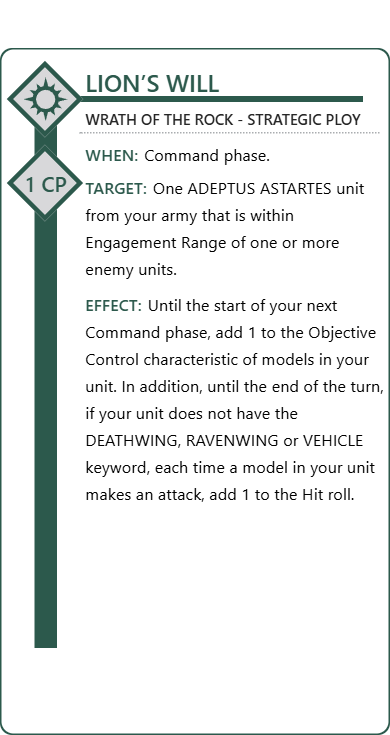 LION'S WILL
WRATH OF THE ROCK - STRATEGIC PLOY
WHEN: Command phase.
1 CP
TARGET: One ADEPTUS ASTARTES unit
from your army that is within
Engagement Range of one or more
enemy units.
EFFECT: Until the start of your next
Command phase, add 1 to the Objective
Control characteristic of models in your
unit. In addition, until the end of the turn,
if your unit does not have the
DEATHWING, RAVENWING or VEHICLE
keyword, each time a model in your unit
makes an attack, add 1 to the Hit roll.